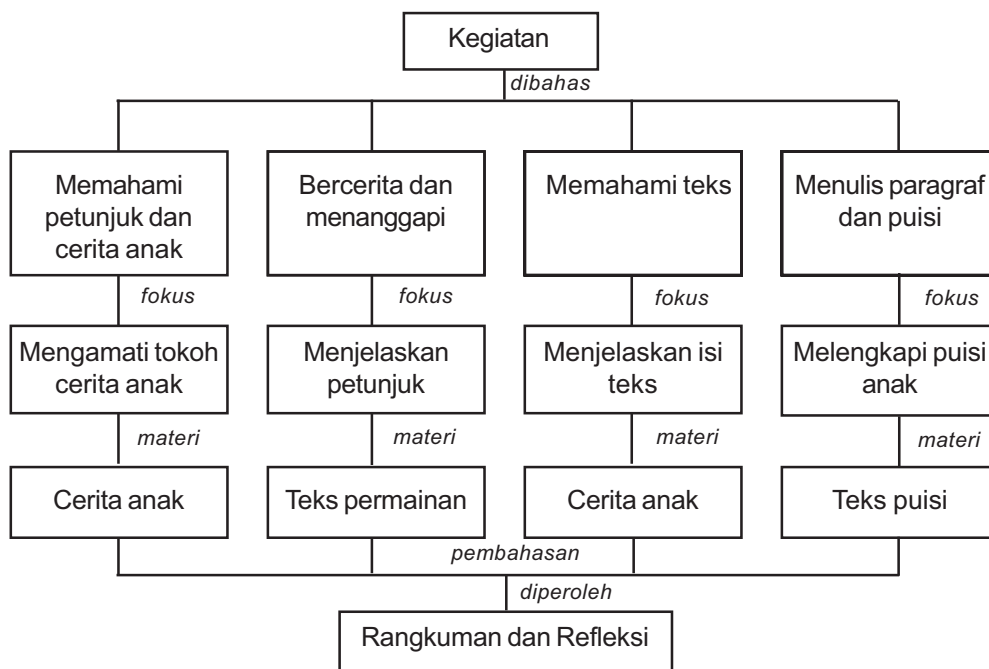 Kegiatan
dibahas
Memahami
petunjuk dan
cerita anak
Bercerita dan
menanggapi
Memahami teks
Menulis paragraf
dan puisi
fokus
fokus
fokus
fokus
Mengamati tokoh
cerita anak
Menjelaskan
petunjuk
Menjelaskan isi
teks
Melengkapi puisi
anak
materi
materi
materi
materi
Cerita anak
Teks permainan
Cerita anak
Teks puisi
pembahasan
diperoleh
Rangkuman dan Refleksi